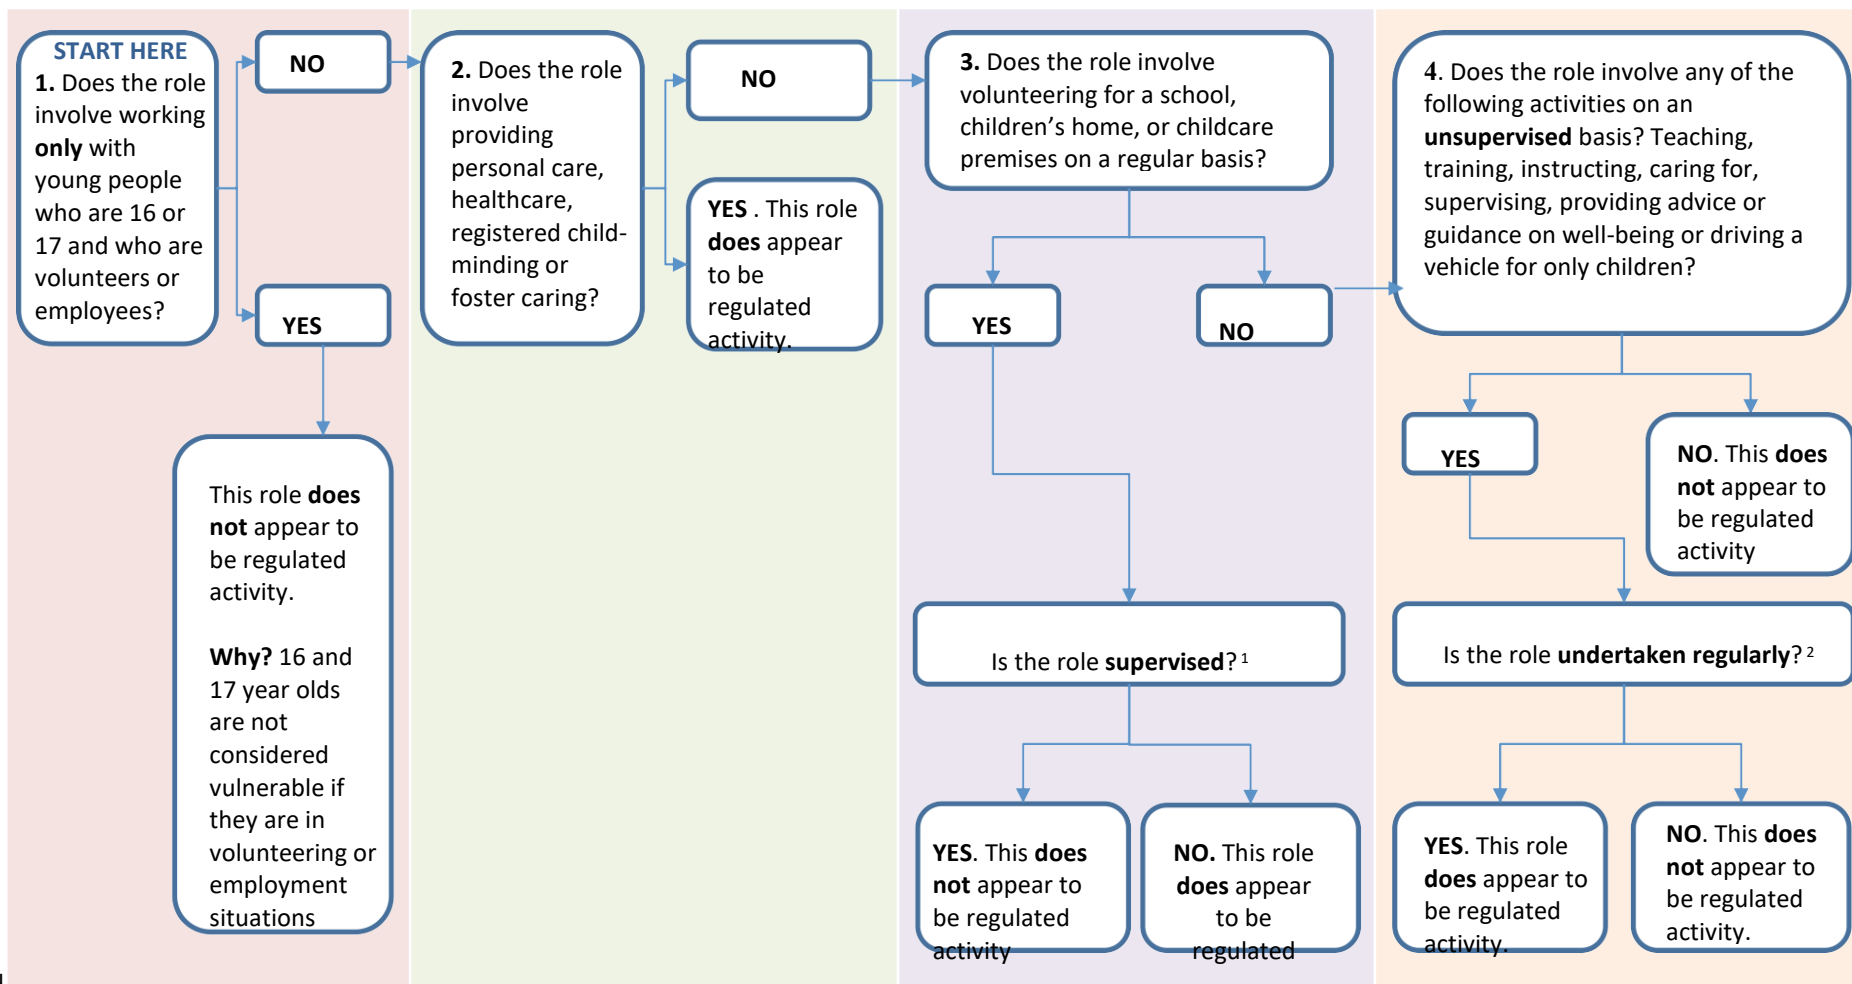 START HERE
1. Does the role
involve working
only with
young people
who are 16 or
17 and who are
volunteers or
employees?
NO
YES
This role does
not appear to
be regulated
activity.
Why? 16 and
17 year olds
are not
considered
vulnerable if
they are in
volunteering or
employment
situations
2. Does the role
involve
providing
personal care,
healthcare,
registered child-
minding or
foster caring?
NO
YES . This role
does appear
to be
regulated
activity.
3. Does the role involve
volunteering for a school,
children’s home, or childcare
premises on a regular basis?
YES
NO
Is the role supervised? 1
YES. This does
not appear to
be regulated
activity
NO. This role
does appear
to be
regulated
4. Does the role involve any of the
following activities on an
unsupervised basis? Teaching,
training, instructing, caring for,
supervising, providing advice or
guidance on well-being or driving a
vehicle for only children?
YES
NO. This does
not appear to
be regulated
activity
Is the role undertaken regularly? 2
YES. This role
does appear to
be regulated
activity.
NO. This does
not appear to
be regulated
activity.